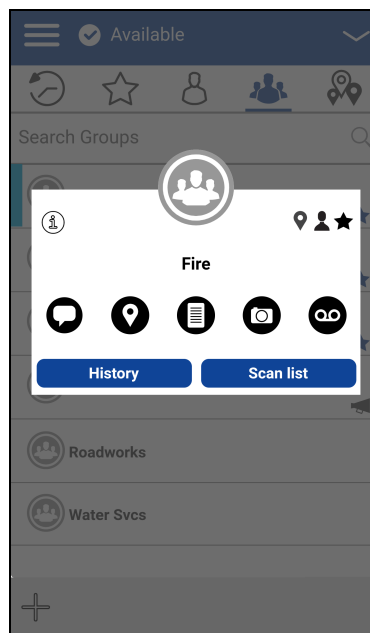 Available
Search Groups
Fire
History
Scan list
Roadworks
Water Svcs